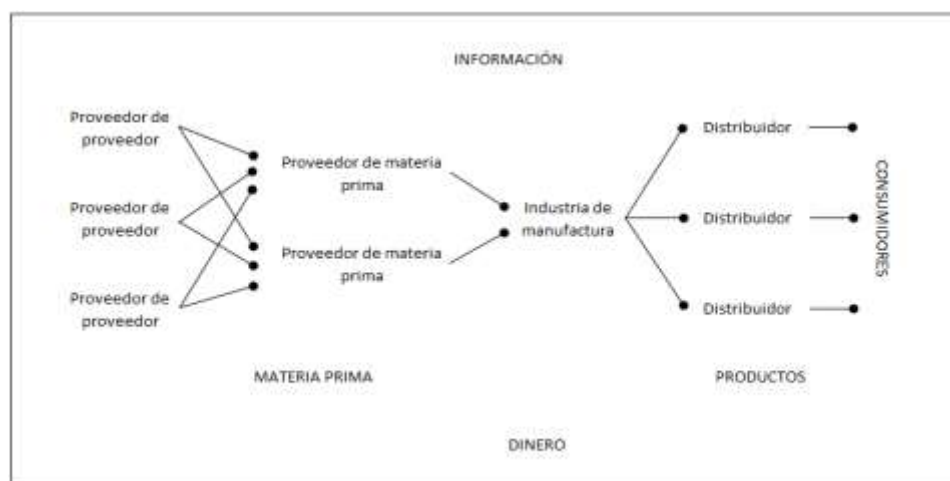 INFORMACIÓN
Proveedor de
proveedor
Proveedor de
proveedor
Proveedor de
proveedor
Proveedor de materia
prima
Proveedor de materia
prima
Industria de
manufactura
Distribuidor
Distribuidor
Distribuidor
CONSUMIDORES
MATERIA PRIMA
PRODUCTOS
DINERO